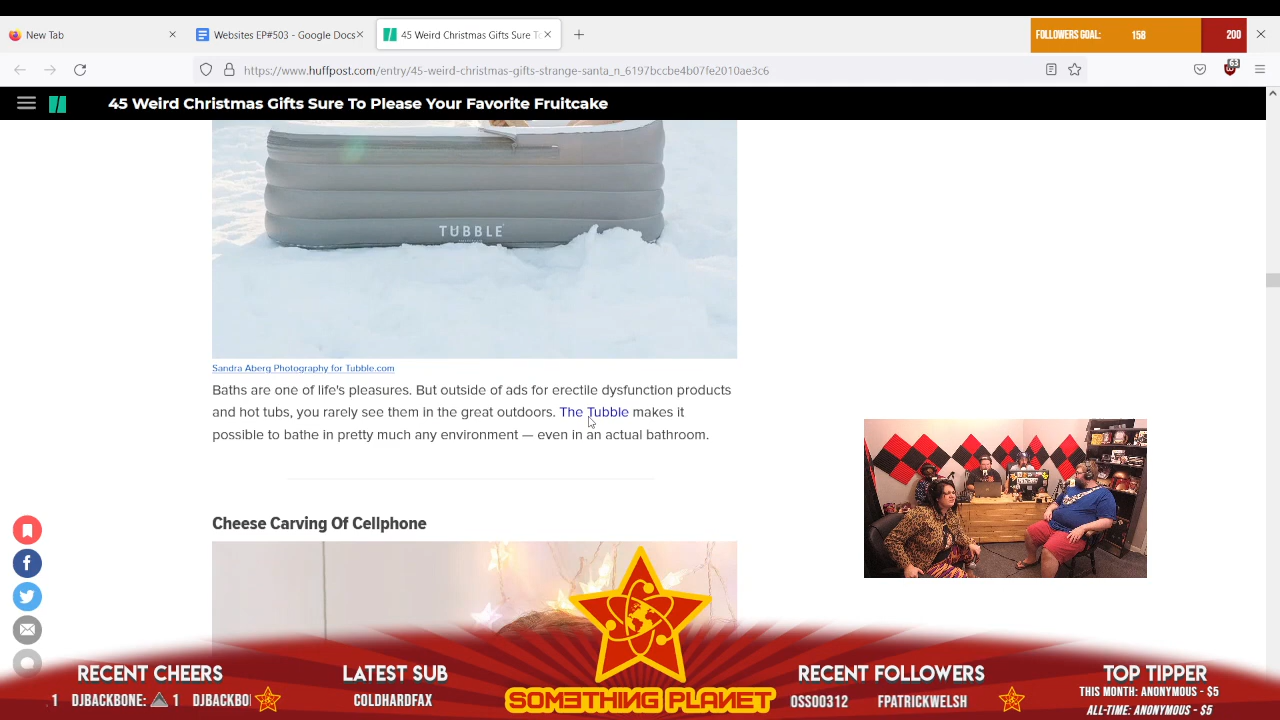 New Tab
Websites EP#503 - Google Docs
45 Weird Christmas Gifts Sure T
FOLLOWERS GOAL: 158 200
https://www.huffpost.com/entry/45-weird-christmas-gifts-strange-santa_n_6197bccbe4b07fe2010ae3c6
63
45 Weird Christmas Gifts Sure To Please Your Favorite Fruitcake
TUBBLE
Sandra Aberg Photography for Tubble.com
Baths are one of life's pleasures. But outside of ads for erectile dysfunction products
and hot tubs, you rarely see them in the great outdoors. The Tubble makes it
possible to bathe in pretty much any environment — even in an actual bathroom.
Cheese Carving Of Cellphone
RECENT CHEERS
1 DJBACKBONE: 1 DJBACKBO
LATEST SUB
COLDHARDFAX
SOMETHING PLANET
RECENT FOLLOWERS
OSSO0312 FPATRICKWELSH
TOP TIPPER
THIS MONTH: ANONYMOUS - $5
ALL-TIME: ANONYMOUS - $5